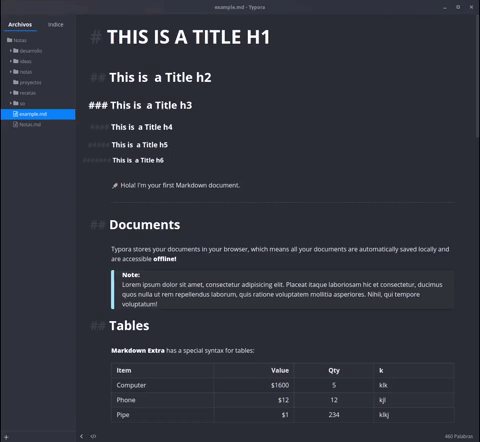 example.md - Typora
Archivos Indice
Notas
desarrollo
ideas
notas
proyectos
recetas
so
example.md
Notas.md
# THIS IS A TITLE H1
## This is a Title h2
### This is a Title h3
#### This is a Title h4
##### This is a Title h5
###### This is a Title h6
Hola! I'm your first Markdown document.
## Documents
Typora stores your documents in your browser, which means all your documents are automatically saved locally and
are accessible offline!
Note:
Lorem ipsum dolor sit amet, consectetur adipisicing elit. Placeat itaque laboriosam hic et consectetur, ducimus
quos nulla ut rem repellendus laborum, quis ratione voluptatem mollitia asperiores. Nihil, qui tempore
voluptatum!
## Tables
Markdown Extra has a special syntax for tables:
Item Value Qty k
Computer $1600 5 klk
Phone $12 12 kjl
Pipe $1 234 klkj
+ < </> 460 Palabras